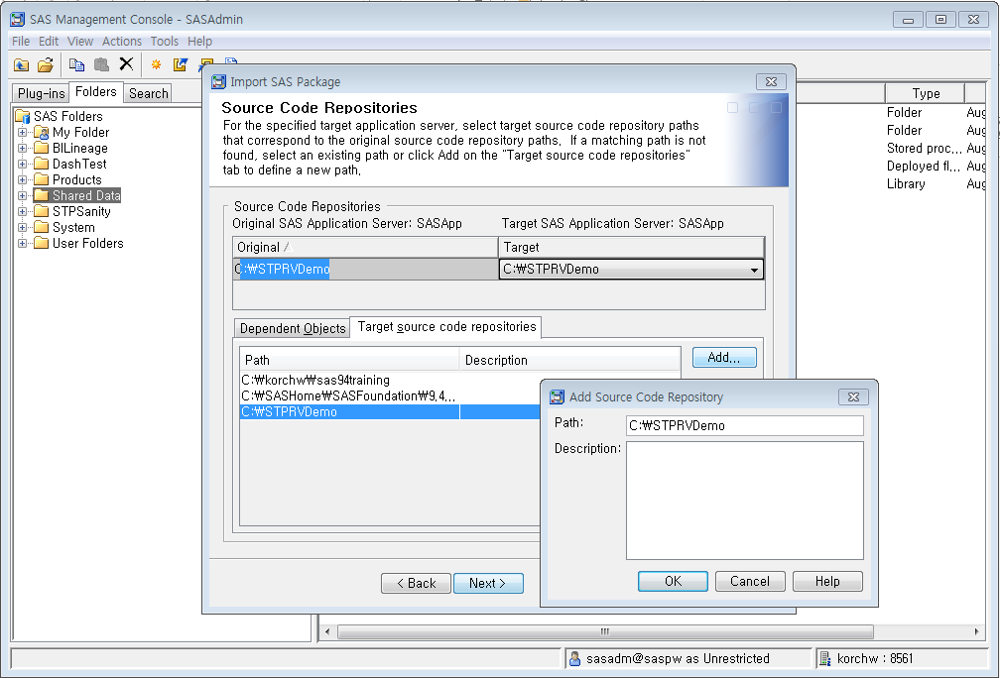 SAS Management Console - SASAdmin
File Edit View Actions Tools Help
Plug-ins Folders Search
SAS Folders
My Folder
BILineage
DashTest
Products
Shared Data
STPSanity
System
User Folders
Type
Folder Aug
Folder Aug
Stored proc... Aug
Deployed fl... Aug
Library Aug
Import SAS Package
Source Code Repositories
For the specified target application server, select target source code repository paths
that correspond to the original source code repository paths. If a matching path is not
found, select an existing path or click Add on the "Target source code repositories"
tab to define a new path.
Source Code Repositories
Original SAS Application Server: SASApp Target SAS Application Server: SASApp
Original Target
C:₩STPRVDemo C:₩STPRVDemo
Dependent Objects Target source code repositories
Path Description Add...
C:₩korchw₩sas94training
C:₩SASHome₩SASFoundation₩9.4...
C:₩STPRVDemo
< Back Next >
Add Source Code Repository
Path: C:₩STPRVDemo
Description:
OK Cancel Help
sasadm@saspw as Unrestricted korchw : 8561